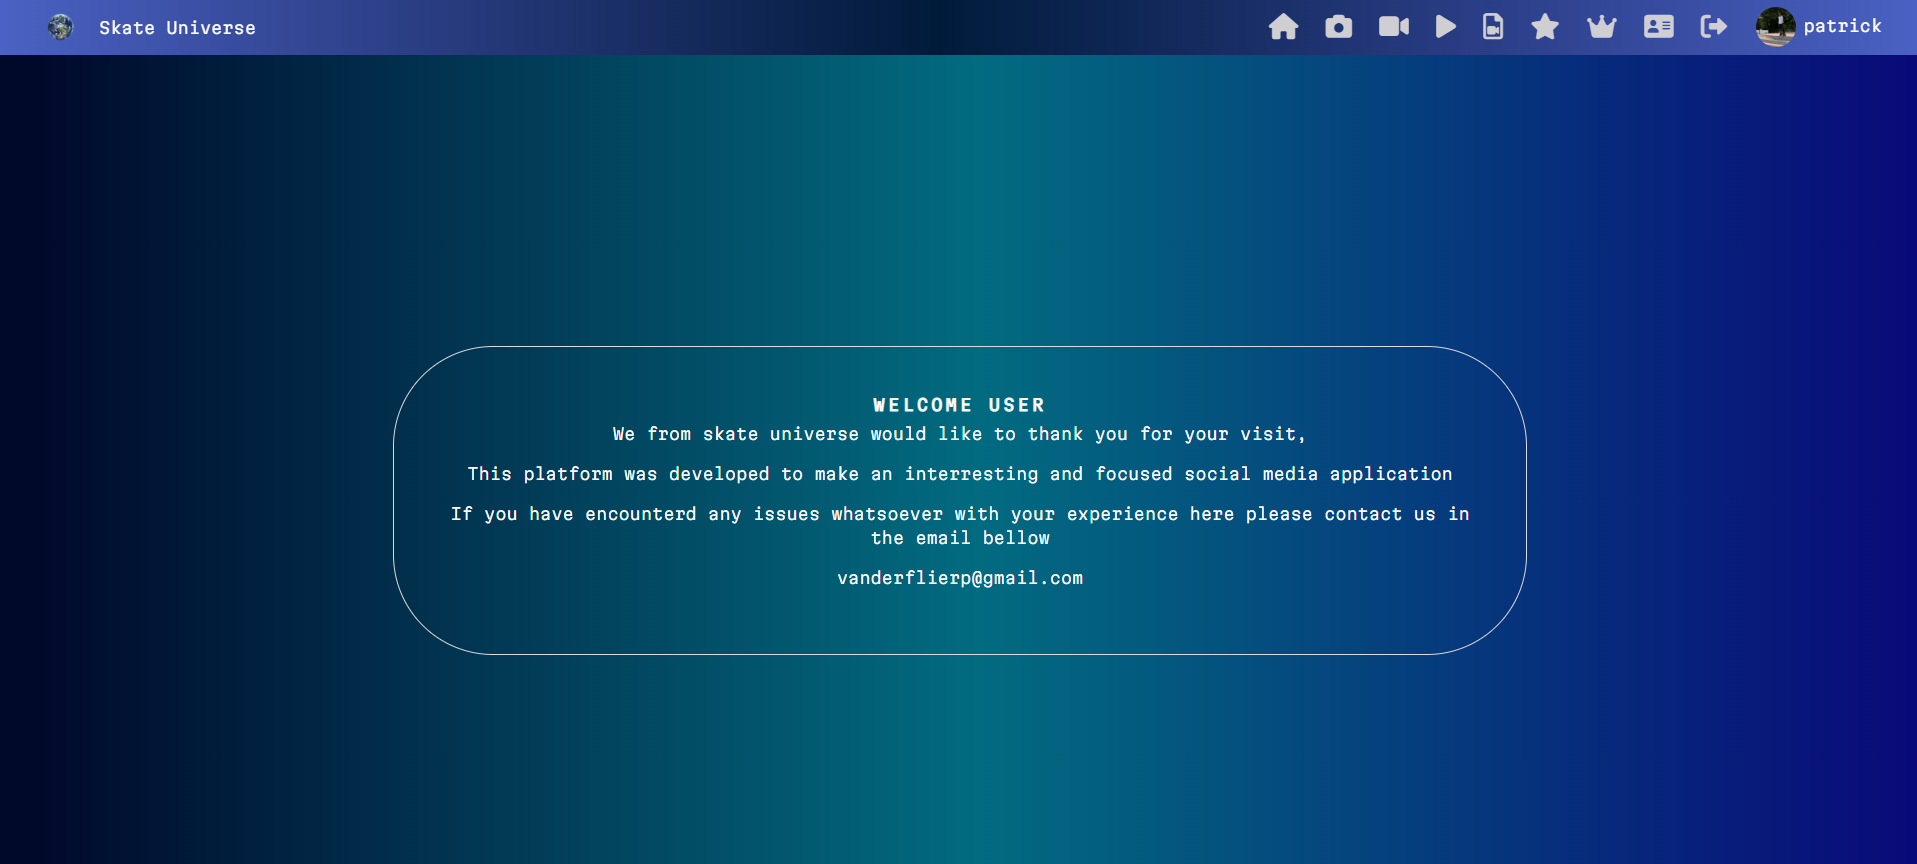 Skate Universe
patrick
WELCOME USER
We from skate universe would like to thank you for your visit,
This platform was developed to make an interresting and focused social media application
If you have encounterd any issues whatsoever with your experience here please contact us in
the email bellow
vanderflierp@gmail.com